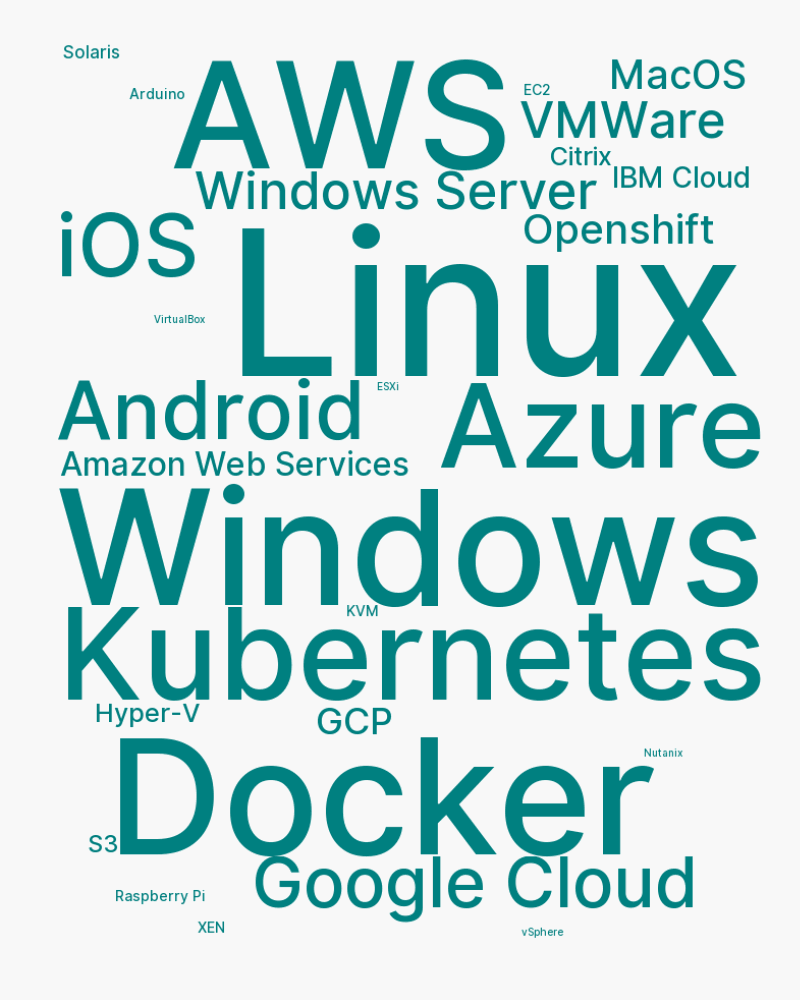 Solaris
AWS
MacOS
Arduino
EC2
VMWare
Citrix
Windows Server
IBM Cloud
iOS
Openshift
Linux
VirtualBox
Android
ESXi
Azure
Amazon Web Services
Windows
KVM
Kubernetes
Hyper-V
GCP
Docker
Nutanix
S3
Google Cloud
Raspberry Pi
XEN
vSphere